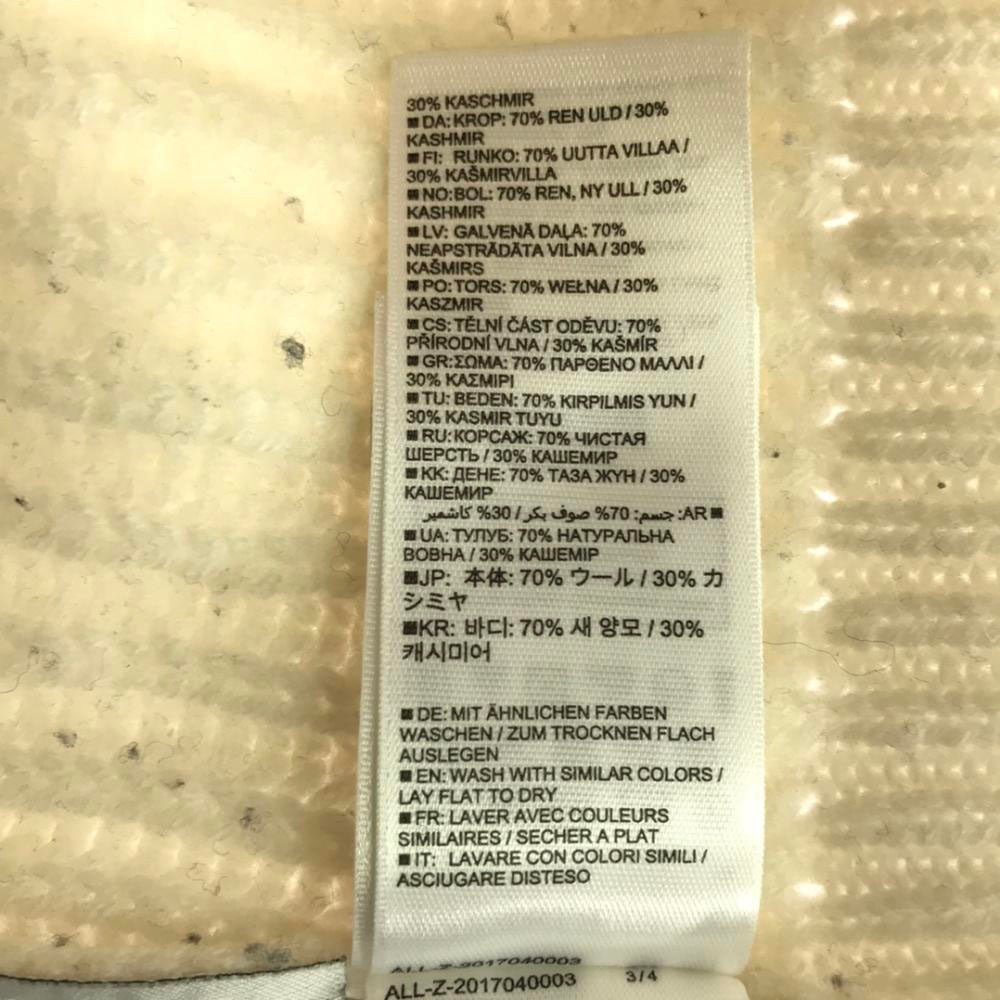 30% KASCHMIR
■ DA: KROP: 70% REN ULD / 30%
KASHMIR
■ FI: RUNKO: 70% UUTTA VILLAA /
30% KAŠMIRVILLA
■ NO:BOL: 70% REN, NY ULL / 30%
KASHMIR
■ LV: GALVENĀ DAĻA: 70%
NEAPSTRĀDĀTA VILNA / 30%
KAŠMIRS
■ PO: TORS: 70% WEŁNA / 30%
KASZMIR
■ CS: TĚLNÍ ČÁST ODĚVU: 70%
PŘÍRODNÍ VLNA / 30% KAŠMÍR
■ GR:ΣΩΜΑ: 70% ΠΑΡΘΕΝΟ ΜΑΛΛΙ /
30% ΚΑΣΜΙΡΙ
■ TU: BEDEN: 70% KIRPILMIS YUN /
30% KASMIR TUYU
■ RU:КОРСАЖ: 70% ЧИСТАЯ
ШЕРСТЬ / 30% КАШЕМИР
■ KK: ДЕНЕ: 70% ТАЗА ЖҮН / 30%
КАШЕМИР
■ AR: جسم: 70% صوف بكر / 30% كاشمير
■ UA: ТУЛУБ: 70% НАТУРАЛЬНА
ВОВНА / 30% КАШЕМІР
■JP: 本体: 70% ウール / 30% カ
シミヤ
■KR: 바디: 70% 새 양모 / 30%
캐시미어
■ DE: MIT ÄHNLICHEN FARBEN
WASCHEN / ZUM TROCKNEN FLACH
AUSLEGEN
■ EN: WASH WITH SIMILAR COLORS /
LAY FLAT TO DRY
■ FR: LAVER AVEC COULEURS
SIMILAIRES / SECHER A PLAT
■ IT: LAVARE CON COLORI SIMILI /
ASCIUGARE DISTESO
ALL-Z-2017040003
ALL-Z-2017040003 3/4